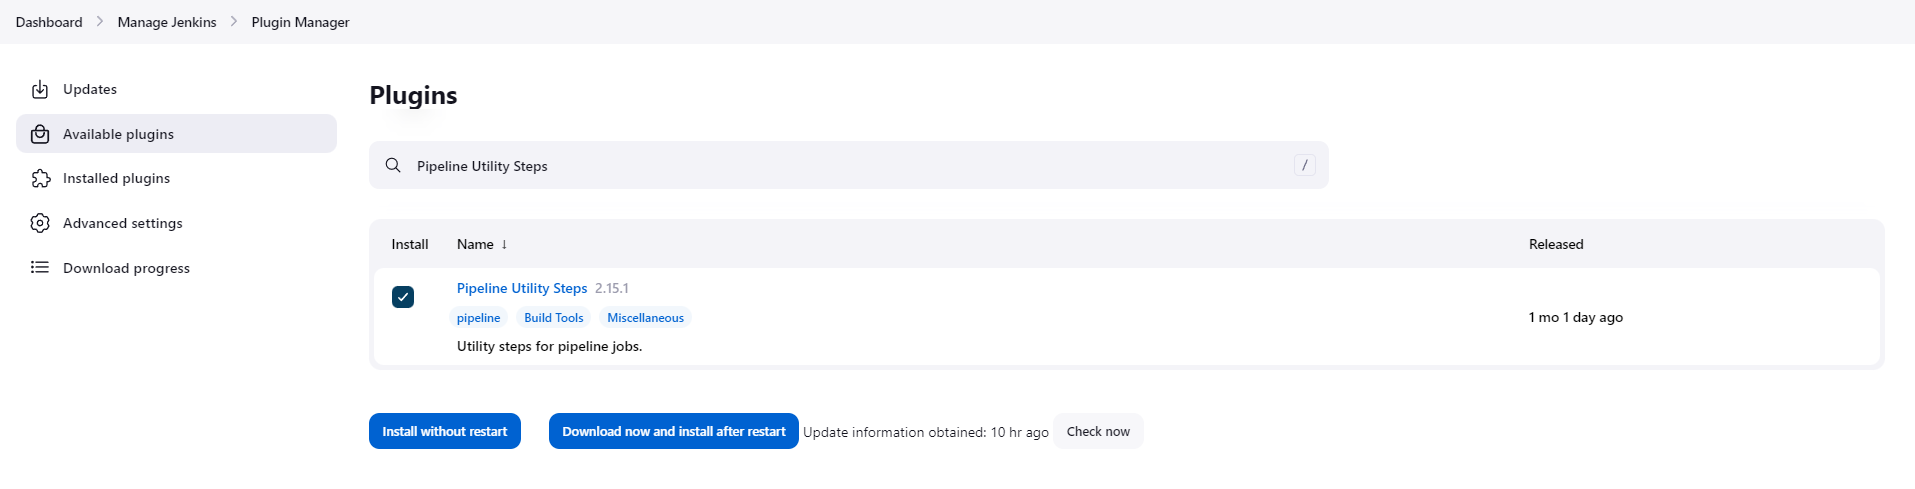 Dashboard > Manage Jenkins > Plugin Manager
Updates
Available plugins
Installed plugins
Advanced settings
Download progress
Plugins
Pipeline Utility Steps /
Install Name ↓ Released
Pipeline Utility Steps 2.15.1
pipeline Build Tools Miscellaneous
1 mo 1 day ago
Utility steps for pipeline jobs.
Install without restart Download now and install after restart Update information obtained: 10 hr ago Check now